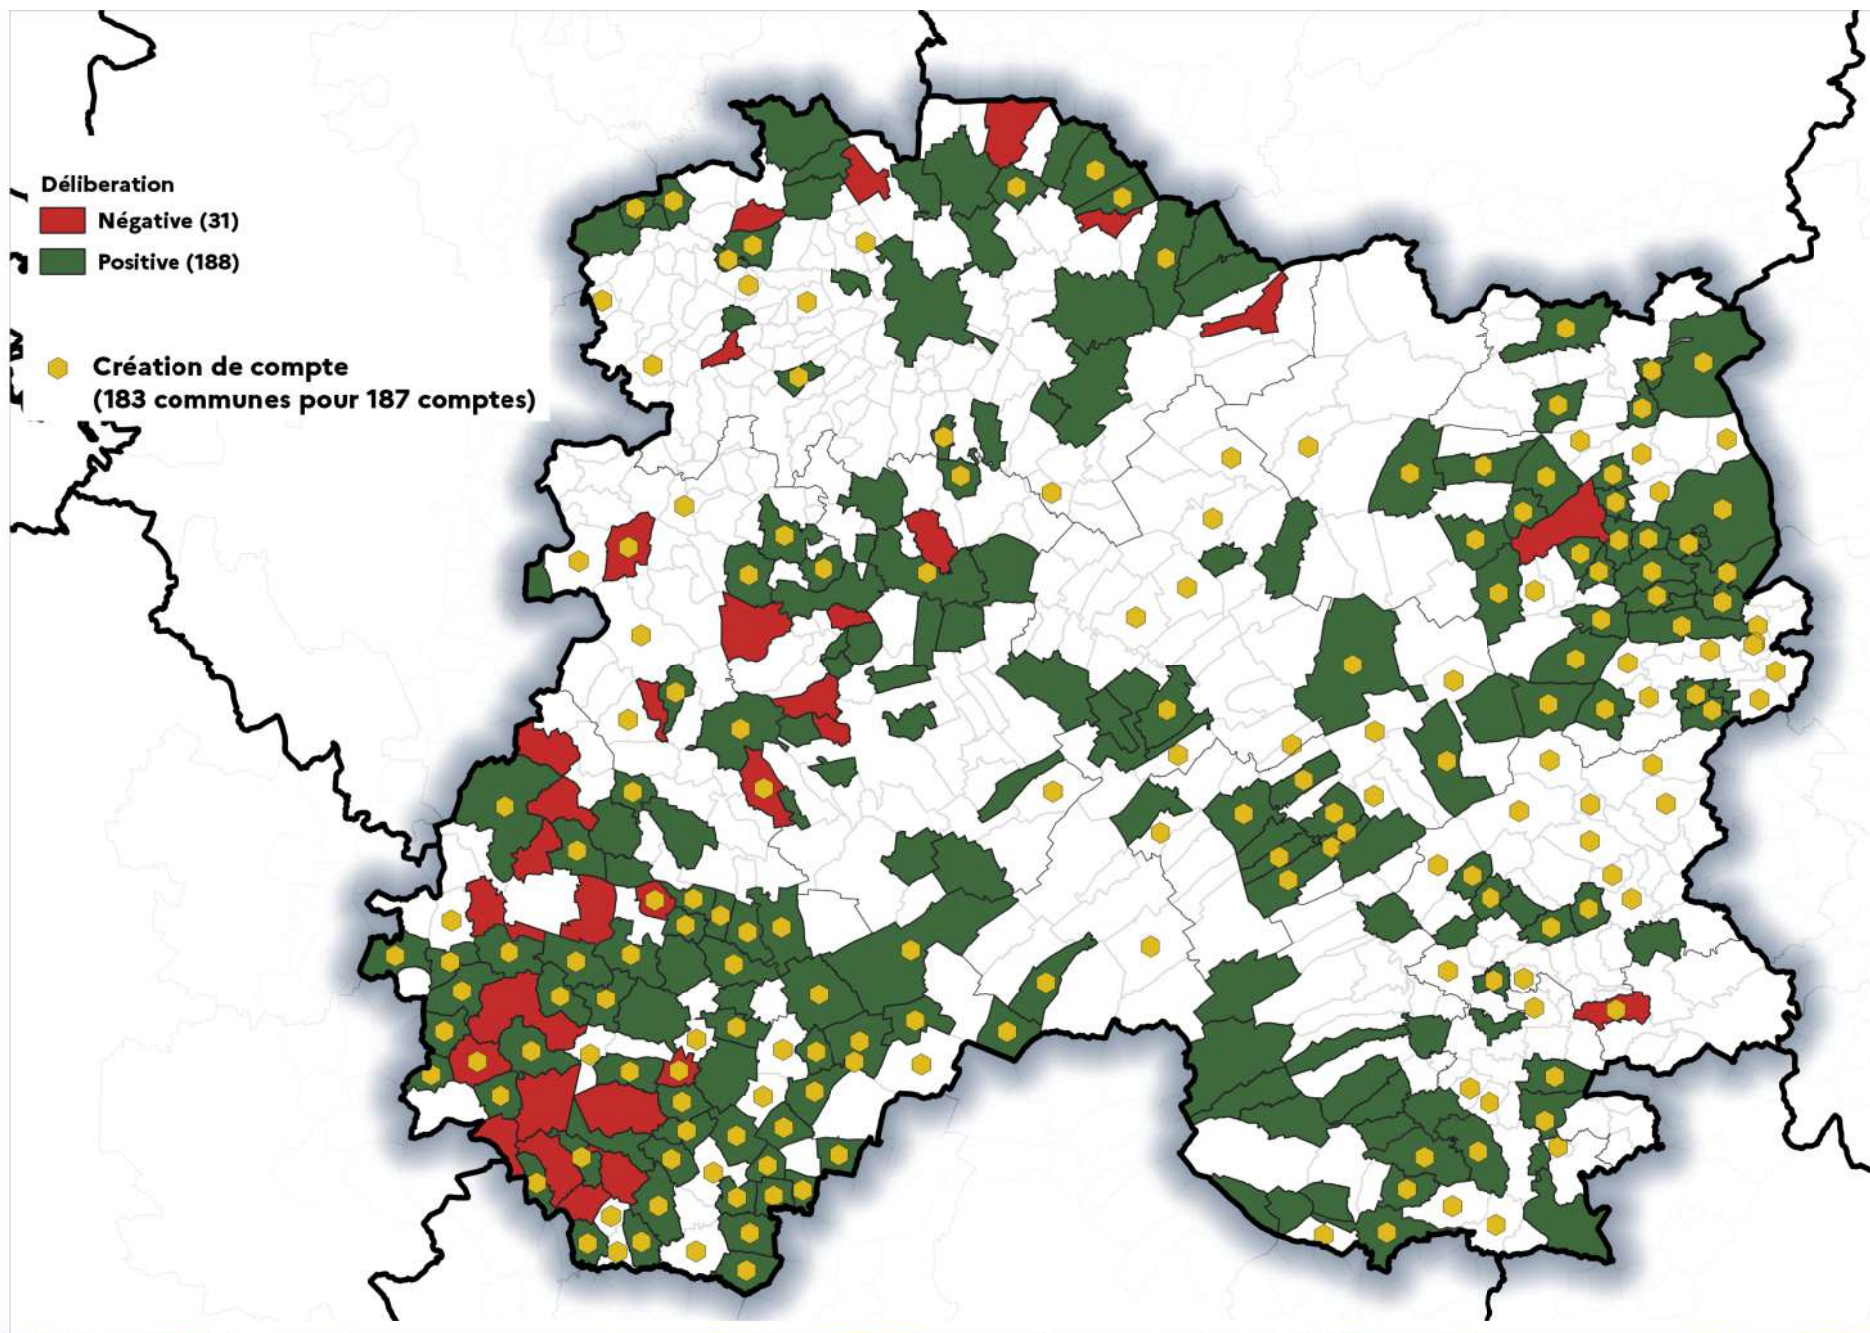 Déliberation
Négative (31)
Positive (188)
Création de compte
(183 communes pour 187 comptes)